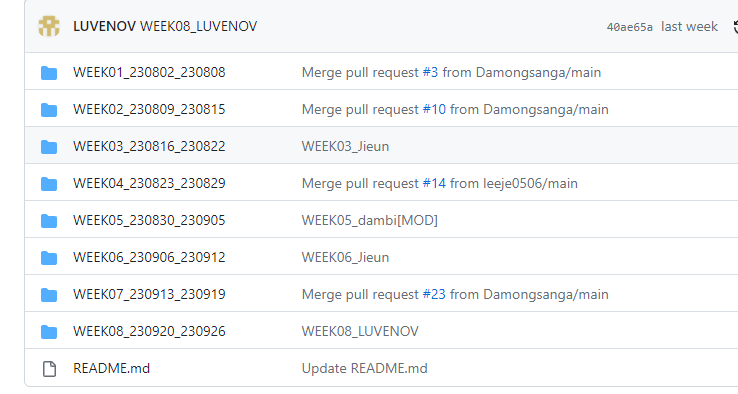 LUVENOV WEEK08_LUVENOV 40ae65a last week
WEEK01_230802_230808 Merge pull request #3 from Damongsanga/main
WEEK02_230809_230815 Merge pull request #10 from Damongsanga/main
WEEK03_230816_230822 WEEK03_Jieun
WEEK04_230823_230829 Merge pull request #14 from leeje0506/main
WEEK05_230830_230905 WEEK05_dambi[MOD]
WEEK06_230906_230912 WEEK06_Jieun
WEEK07_230913_230919 Merge pull request #23 from Damongsanga/main
WEEK08_230920_230926 WEEK08_LUVENOV
README.md Update README.md